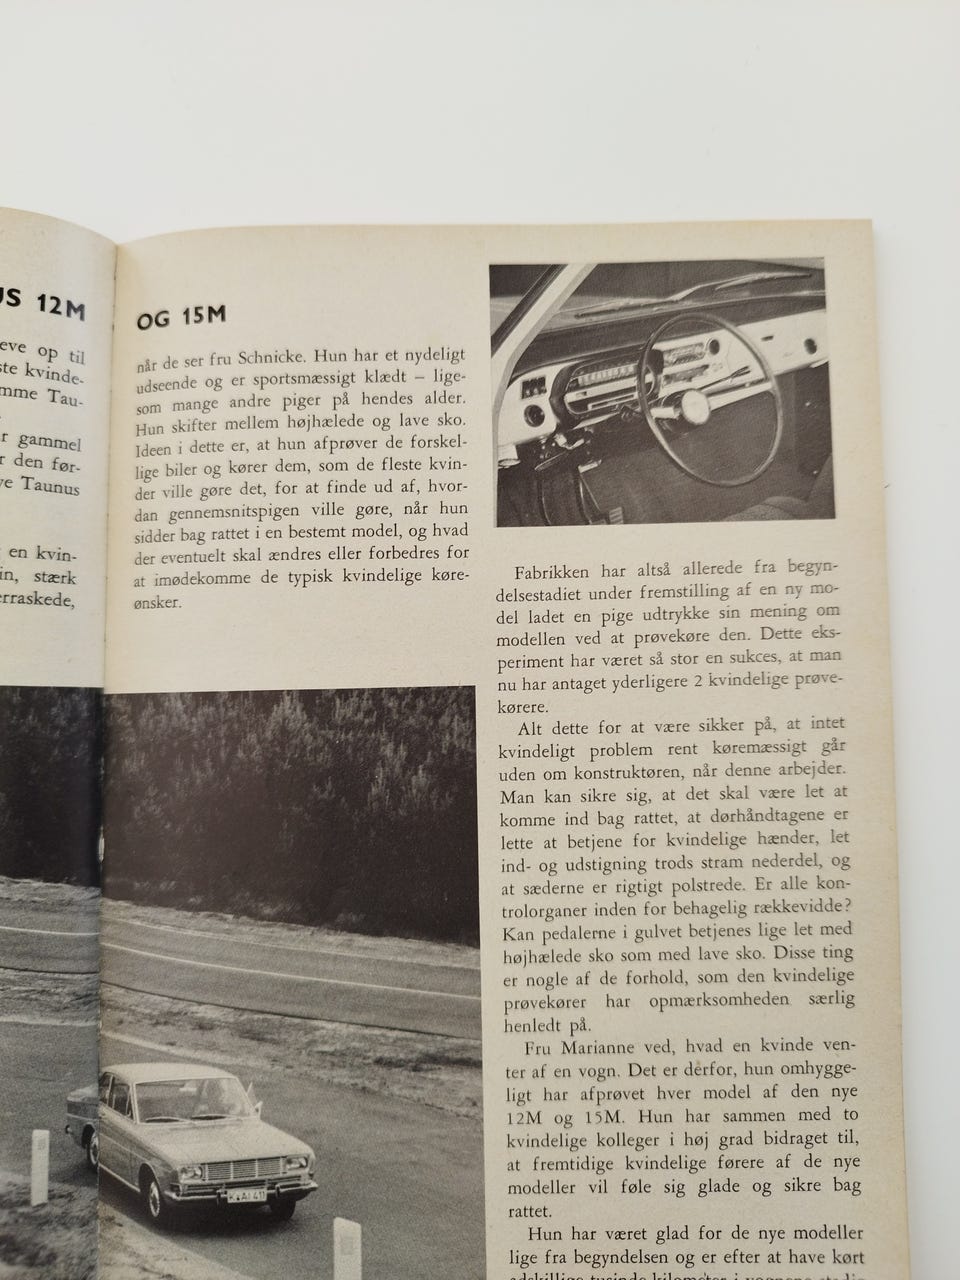 US 12M
eve op til
ste kvinde-
mme Tau-
r gammel
r den før-
ye Taunus
en kvin-
in, stærk
erraskede,
OG 15M
når de ser fru Schnicke. Hun har et nydeligt
udseende og er sportsmæssigt klædt – lige-
som mange andre piger på hendes alder.
Hun skifter mellem højhælede og lave sko.
Ideen i dette er, at hun afprøver de forskel-
lige biler og kører dem, som de fleste kvin-
der ville gøre det, for at finde ud af, hvor-
dan gennemsnitspigen ville gøre, når hun
sidder bag rattet i en bestemt model, og hvad
der eventuelt skal ændres eller forbedres for
at imødekomme de typisk kvindelige køre-
ønsker.
Fabrikken har altså allerede fra begyn-
delsestadiet under fremstilling af en ny mo-
del ladet en pige udtrykke sin mening om
modellen ved at prøvekøre den. Dette eks-
periment har været så stor en sukces, at man
nu har antaget yderligere 2 kvindelige prøve-
kørere.
Alt dette for at være sikker på, at intet
kvindeligt problem rent køremæssigt går
uden om konstruktøren, når denne arbejder.
Man kan sikre sig, at det skal være let at
komme ind bag rattet, at dørhåndtagene er
lette at betjene for kvindelige hænder, let
ind- og udstigning trods stram nederdel, og
at sæderne er rigtigt polstrede. Er alle kon-
trolorganer inden for behagelig rækkevidde?
Kan pedalerne i gulvet betjenes lige let med
højhælede sko som med lave sko. Disse ting
er nogle af de forhold, som den kvindelige
prøvekører har opmærksomheden særlig
henledt på.
Fru Marianne ved, hvad en kvinde ven-
ter af en vogn. Det er derfor, hun omhygge-
ligt har afprøvet hver model af den nye
12M og 15M. Hun har sammen med to
kvindelige kolleger i høj grad bidraget til,
at fremtidige kvindelige førere af de nye
modeller vil føle sig glade og sikre bag
rattet.
Hun har været glad for de nye modeller
lige fra begyndelsen og er efter at have kørt
adskillige tusinde kilometer i vognene stadig
K-AI 411